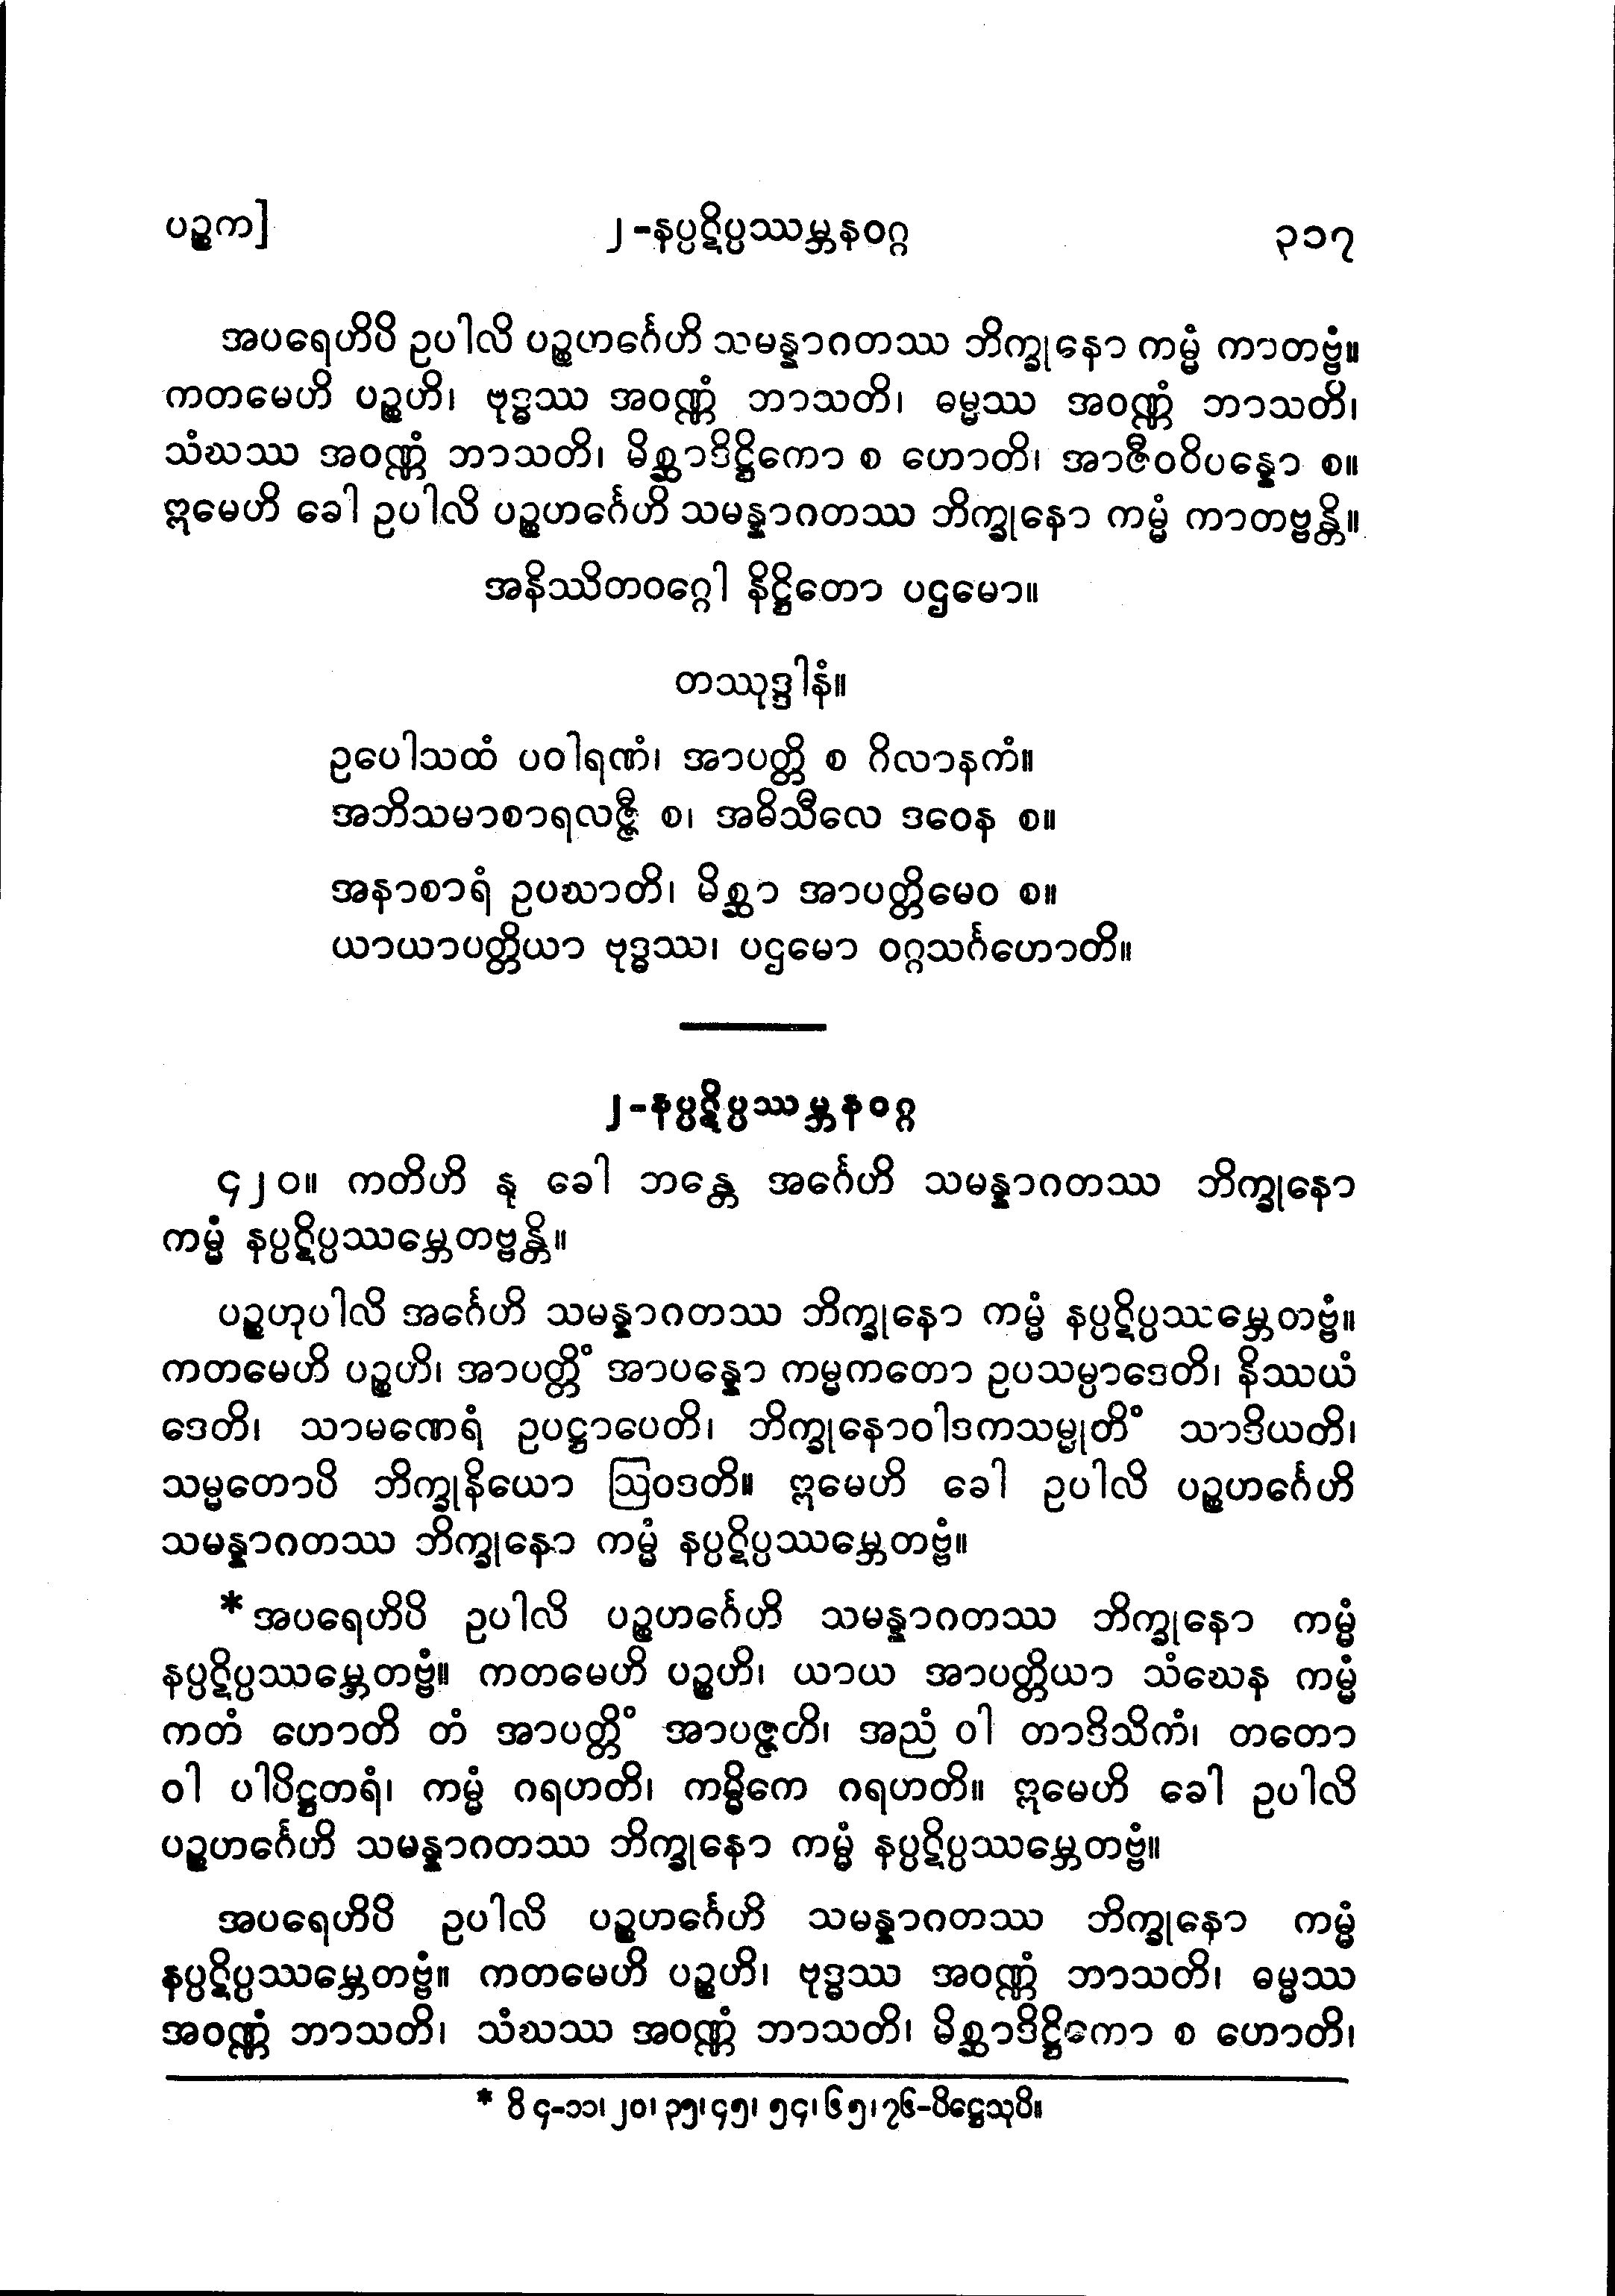 ပဉ္စက]
၂-နပ္ပဋိပ္ပဿမ္ဘနဝဂ္ဂ
၃၁၇
အပရေဟိပိ ဥပါလိ ပဉ္စဟင်္ဂေဟိ သမန္နာဂတဿ ဘိက္ခုနော ကမ္မံ ကာတဗ္ဗံ။
ကတမေဟိ ပဉ္စဟိ၊ ဗုဒ္ဓဿ အဝဏ္ဏံ ဘာသတိ၊ ဓမ္မဿ အဝဏ္ဏံ ဘာသတိ၊
သံဃဿ အဝဏ္ဏံ ဘာသတိ၊ မိစ္ဆာဒိဋ္ဌိကော စ ဟောတိ၊ အာဇီဝဝိပန္နော စ။
ဣမေဟိ ခေါ ဥပါလိ ပဉ္စဟင်္ဂေဟိ သမန္နာဂတဿ ဘိက္ခုနော ကမ္မံ ကာတဗ္ဗန္တိ။
အနိဿိတဝဂ္ဂေါ နိဋ္ဌိတော ပဌမော။
တဿုဒ္ဒါနံ။
ဥပေါသထံ ပဝါရဏံ၊ အာပတ္တိ စ ဂိလာနကံ။
အဘိသမာစာရလဇ္ဇီ စ၊ အဓိသီလေ ဒဝေန စ။
အနာစာရံ ဥပဃာတိ၊ မိစ္ဆာ အာပတ္တိမေဝ စ။
ယာယာပတ္တိယာ ဗုဒ္ဓဿ၊ ပဌမော ဝဂ္ဂသင်္ဂဟောတိ။
၂-နပ္ပဋိပ္ပဿမ္ဘနဝဂ္ဂ
၄၂၀။ ကတိဟိ နု ခေါ ဘန္တေ အင်္ဂေဟိ သမန္နာဂတဿ ဘိက္ခုနော
ကမ္မံ နပ္ပဋိပ္ပဿမ္ဘေတဗ္ဗန္တိ။
ပဉ္စဟုပါလိ အင်္ဂေဟိ သမန္နာဂတဿ ဘိက္ခုနော ကမ္မံ နပ္ပဋိပ္ပဿမ္ဘေတဗ္ဗံ။
ကတမေဟိ ပဉ္စဟိ၊ အာပတ္တိံ အာပန္နော ကမ္မကတော ဥပသမ္ပာဒေတိ၊ နိဿယံ
ဒေတိ၊ သာမဏေရံ ဥပဋ္ဌာပေတိ၊ ဘိက္ခုနောဝါဒကသမ္မုတိံ သာဒိယတိ၊
သမ္မတောပိ ဘိက္ခုနိယော ဩဝဒတိ။ ဣမေဟိ ခေါ ဥပါလိ ပဉ္စဟင်္ဂေဟိ
သမန္နာဂတဿ ဘိက္ခုနော ကမ္မံ နပ္ပဋိပ္ပဿမ္ဘေတဗ္ဗံ။
*အပရေဟိပိ ဥပါလိ ပဉ္စဟင်္ဂေဟိ သမန္နာဂတဿ ဘိက္ခုနော ကမ္မံ
နပ္ပဋိပ္ပဿမ္ဘေတဗ္ဗံ။ ကတမေဟိ ပဉ္စဟိ၊ ယာယ အာပတ္တိယာ သံဃေန ကမ္မံ
ကတံ ဟောတိ တံ အာပတ္တိံ အာပဇ္ဇတိ၊ အညံ ဝါ တာဒိသိကံ၊ တတော
ဝါ ပါပိဋ္ဌတရံ၊ ကမ္မံ ဂရဟတိ၊ ကမ္မိကေ ဂရဟတိ။ ဣမေဟိ ခေါ ဥပါလိ
ပဉ္စဟင်္ဂေဟိ သမန္နာဂတဿ ဘိက္ခုနော ကမ္မံ နပ္ပဋိပ္ပဿမ္ဘေတဗ္ဗံ။
အပရေဟိပိ ဥပါလိ ပဉ္စဟင်္ဂေဟိ သမန္နာဂတဿ ဘိက္ခုနော ကမ္မံ
နပ္ပဋိပ္ပဿမ္ဘေတဗ္ဗံ။ ကတမေဟိ ပဉ္စဟိ၊ ဗုဒ္ဓဿ အဝဏ္ဏံ ဘာသတိ၊ ဓမ္မဿ
အဝဏ္ဏံ ဘာသတိ၊ သံဃဿ အဝဏ္ဏံ ဘာသတိ၊ မိစ္ဆာဒိဋ္ဌိကော စ ဟောတိ၊
* ဝိ ၄-၁၁၊ ၂၀၊ ၃၅၊ ၄၅၊ ၅၄၊ ၆၅၊ ၇၆-ပိဋ္ဌေသုပိ။